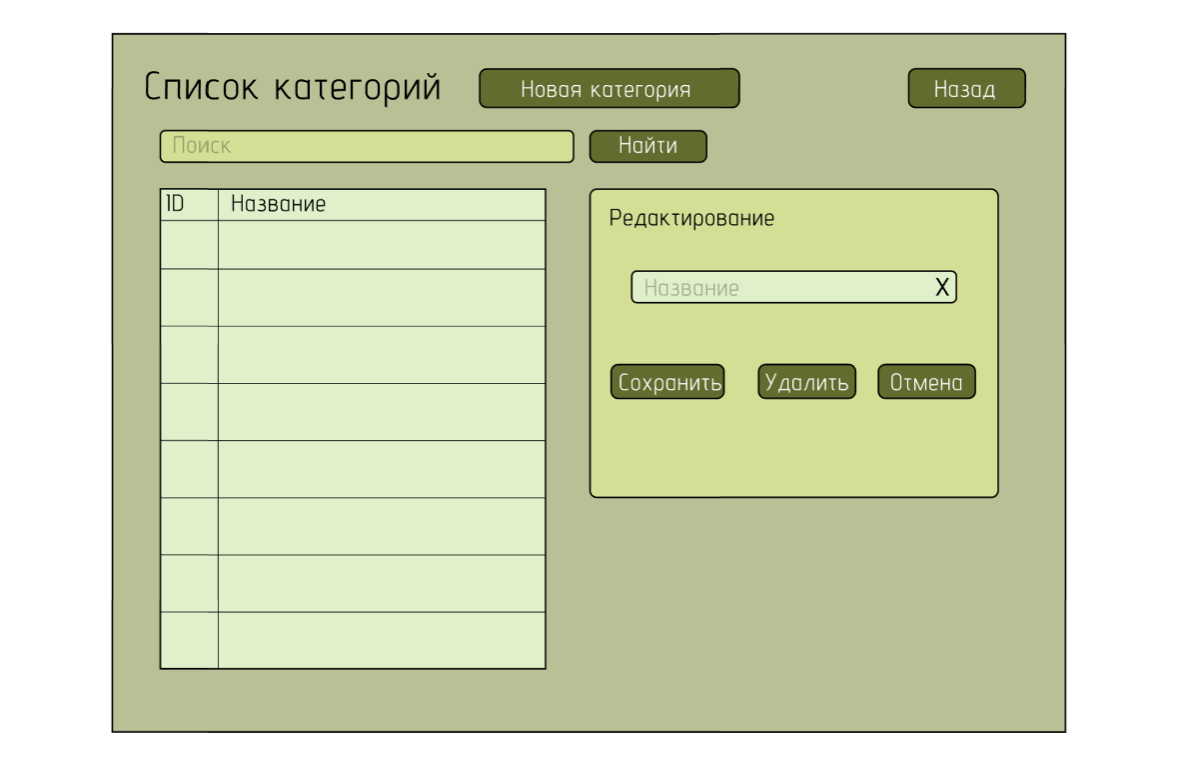 Список категорий
Новая категория
Назад
Поиск
Найти
ID
Название
Редактирование
Название
X
Сохранить
Удалить
Отмена